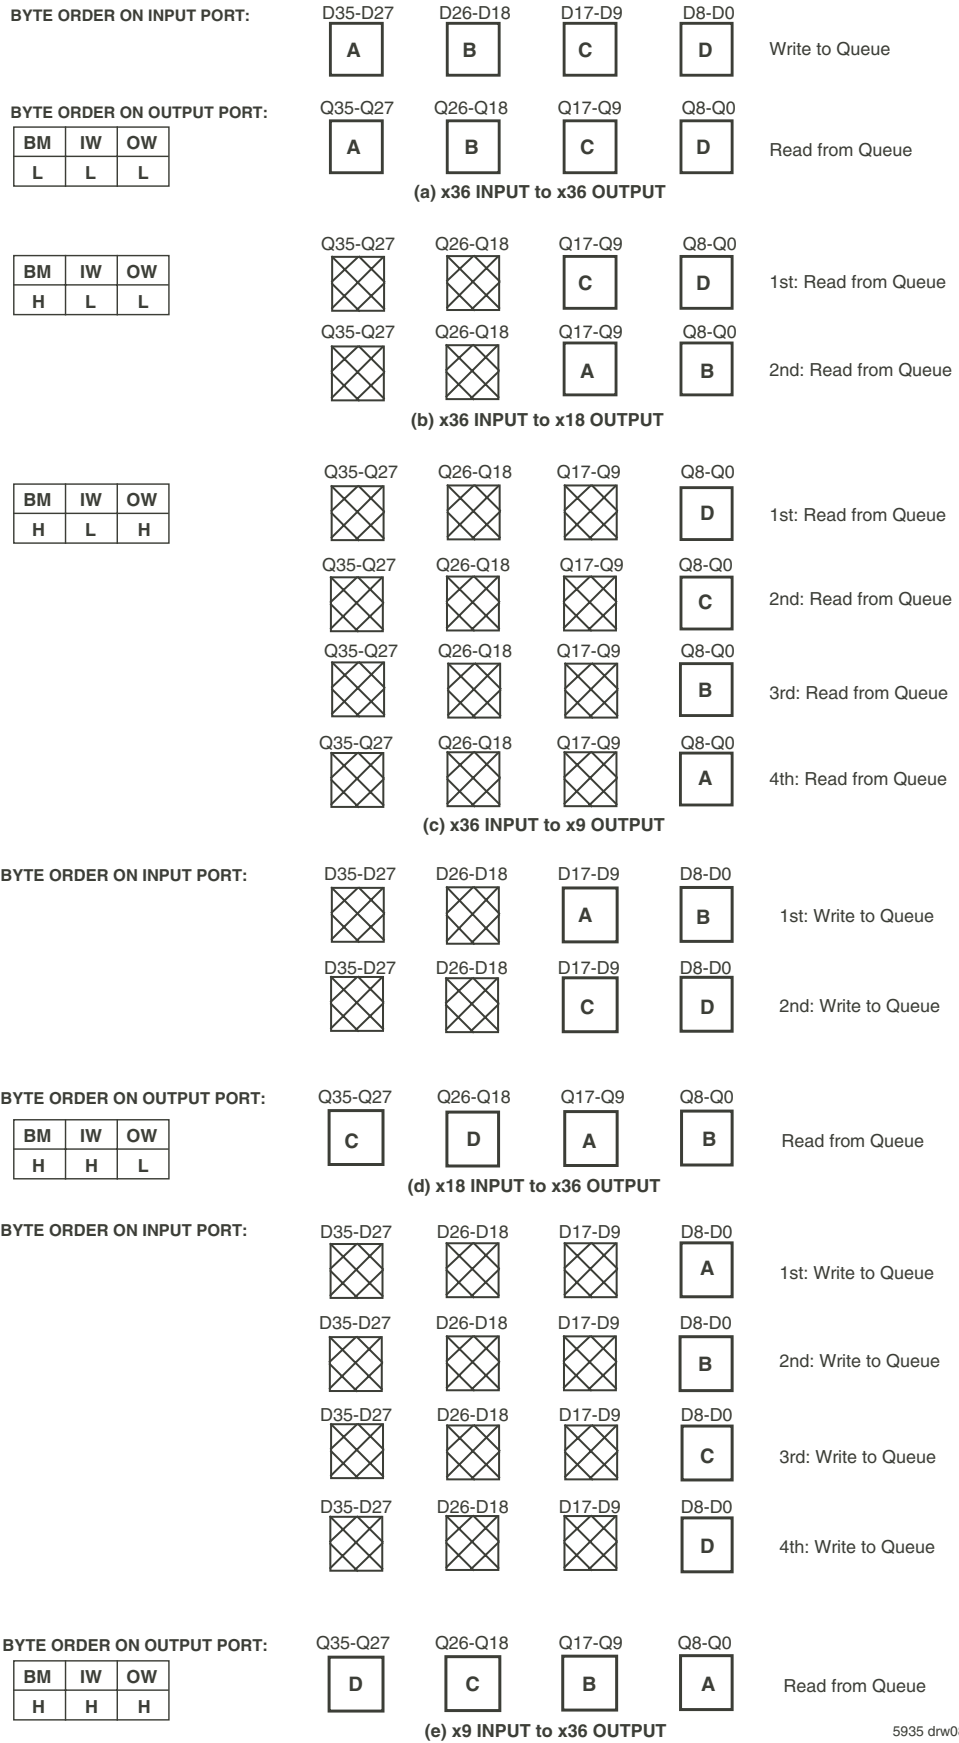 BYTE ORDER ON INPUT PORT: D35-D27 D26-D18 D17-D9 D8-D0
A B C D Write to Queue
BYTE ORDER ON OUTPUT PORT: Q35-Q27 Q26-Q18 Q17-Q9 Q8-Q0
BM IW OW
L L L
A B C D Read from Queue
(a) x36 INPUT to x36 OUTPUT
Q35-Q27 Q26-Q18 Q17-Q9 Q8-Q0
BM IW OW
H L L
C D 1st: Read from Queue
Q35-Q27 Q26-Q18 Q17-Q9 Q8-Q0
A B 2nd: Read from Queue
(b) x36 INPUT to x18 OUTPUT
Q35-Q27 Q26-Q18 Q17-Q9 Q8-Q0
BM IW OW
H L H
D 1st: Read from Queue
Q35-Q27 Q26-Q18 Q17-Q9 Q8-Q0
C 2nd: Read from Queue
Q35-Q27 Q26-Q18 Q17-Q9 Q8-Q0
B 3rd: Read from Queue
Q35-Q27 Q26-Q18 Q17-Q9 Q8-Q0
A 4th: Read from Queue
(c) x36 INPUT to x9 OUTPUT
BYTE ORDER ON INPUT PORT: D35-D27 D26-D18 D17-D9 D8-D0
A B 1st: Write to Queue
D35-D27 D26-D18 D17-D9 D8-D0
C D 2nd: Write to Queue
BYTE ORDER ON OUTPUT PORT: Q35-Q27 Q26-Q18 Q17-Q9 Q8-Q0
BM IW OW
H H L
C D A B Read from Queue
(d) x18 INPUT to x36 OUTPUT
BYTE ORDER ON INPUT PORT: D35-D27 D26-D18 D17-D9 D8-D0
A 1st: Write to Queue
D35-D27 D26-D18 D17-D9 D8-D0
B 2nd: Write to Queue
D35-D27 D26-D18 D17-D9 D8-D0
C 3rd: Write to Queue
D35-D27 D26-D18 D17-D9 D8-D0
D 4th: Write to Queue
BYTE ORDER ON OUTPUT PORT: Q35-Q27 Q26-Q18 Q17-Q9 Q8-Q0
BM IW OW
H H H
D C B A Read from Queue
(e) x9 INPUT to x36 OUTPUT
5935